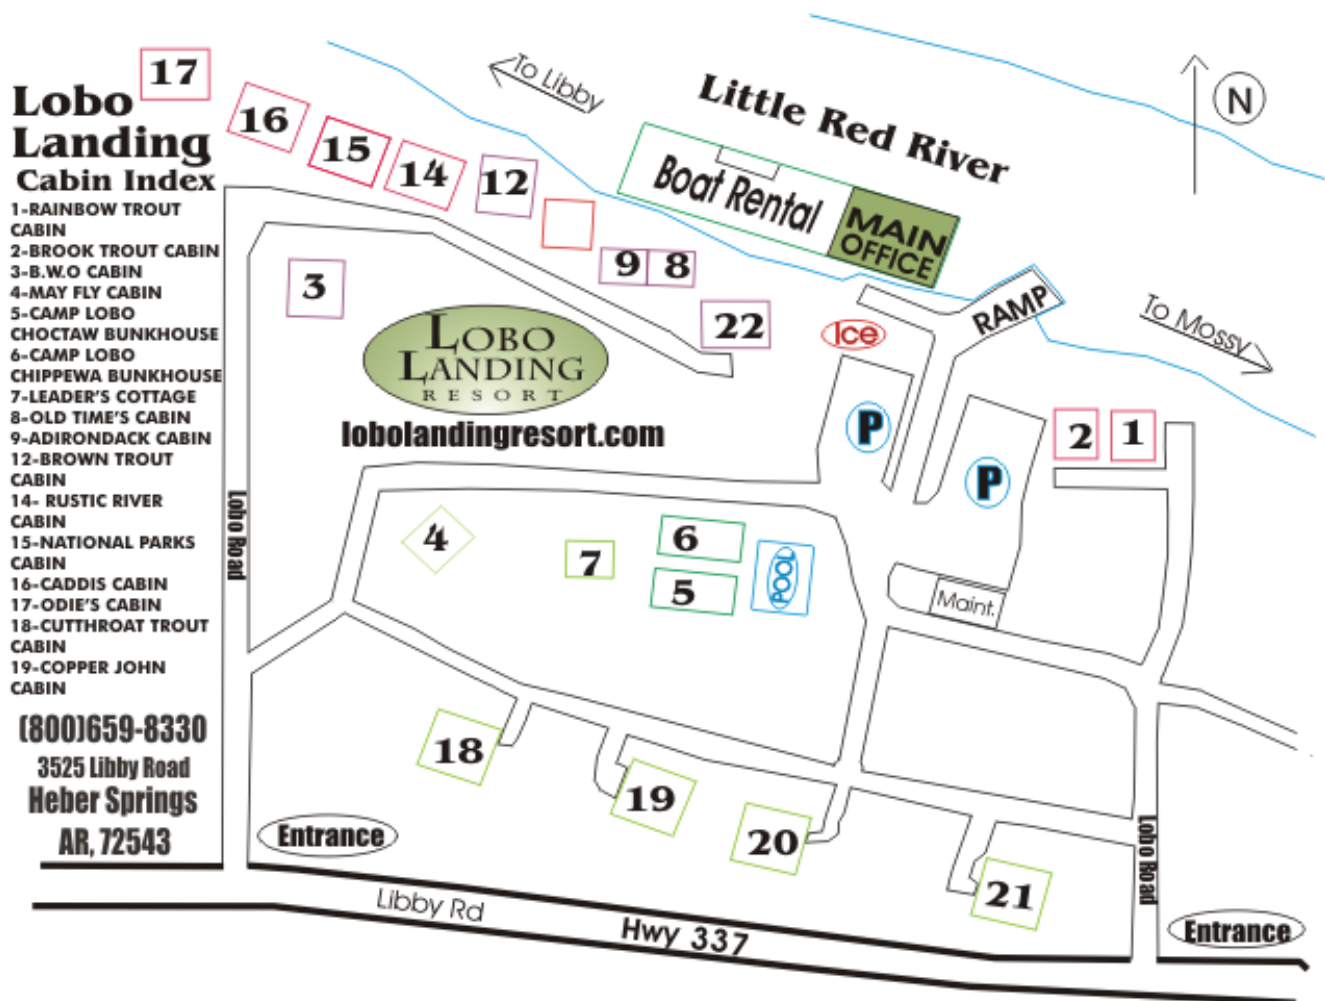 Lobo
Landing
Cabin Index
1-RAINBOW TROUT
CABIN
2-BROOK TROUT CABIN
3-B.W.O CABIN
4-MAY FLY CABIN
5-CAMP LOBO
CHOCTAW BUNKHOUSE
6-CAMP LOBO
CHIPPEWA BUNKHOUSE
7-LEADER'S COTTAGE
8-OLD TIME'S CABIN
9-ADIRONDACK CABIN
12-BROWN TROUT
CABIN
14- RUSTIC RIVER
CABIN
15-NATIONAL PARKS
CABIN
16-CADDIS CABIN
17-ODIE'S CABIN
18-CUTTHROAT TROUT
CABIN
19-COPPER JOHN
CABIN
(800)659-8330
3525 Libby Road
Heber Springs
AR, 72543
17
16
15
14
12
9
8
22
3
To Libby
Little Red River
N
Boat Rental
MAIN
OFFICE
RAMP
To Mossy
Ice
LOBO
LANDING
RESORT
lobolandingresort.com
P
P
2
1
Lobo Road
4
7
6
5
POOL
Maint.
18
19
20
21
Entrance
Lobo Road
Entrance
Libby Rd
Hwy 337